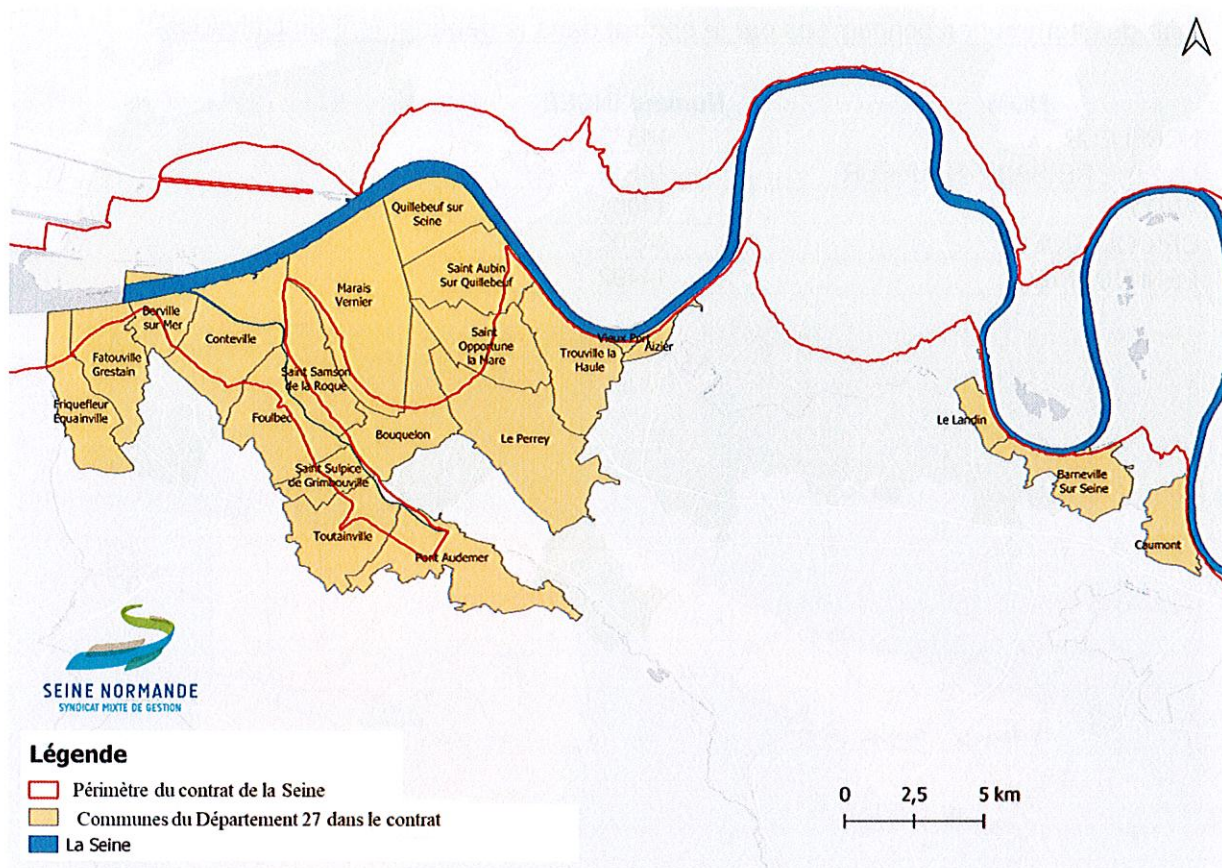 Quillebeuf sur
Seine
Saint Aubin
Sur Quillebeuf
Marais
Vernier
Berville
sur Mer
Conteville
Saint
Opportune
la Mare
Vieux Port
Aizier
Trouville la
Haule
Fatouville
Grestain
Saint Samson
de la Roque
Friquefleur
Équainville
Foulbec
Bouquelon
Le Perrey
Le Landin
Saint Sulpice
de Grimbouville
Barneville
Sur Seine
Toutainville
Pont Audemer
Caumont
SEINE NORMANDE
SYNDICAT MIXTE DE GESTION
Légende
Périmètre du contrat de la Seine
Communes du Département 27 dans le contrat
La Seine
0 2,5 5 km